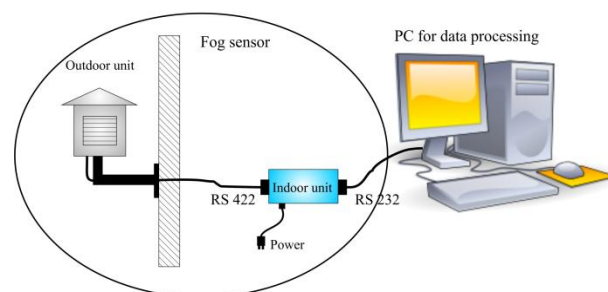 Fog sensor
PC for data processing
Outdoor unit
Indoor unit
RS 422
RS 232
Power